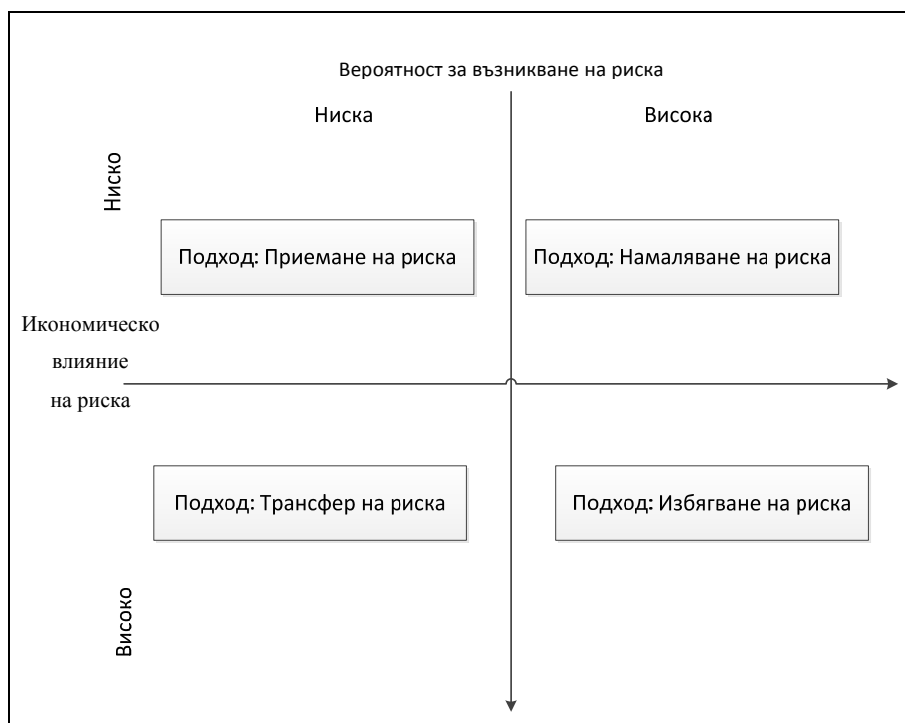 Вероятност за възникване на риска
Ниска
Висока
Ниско
Подход: Приемане на риска
Подход: Намаляване на риска
Икономическо
влияние
на риска
Подход: Трансфер на риска
Подход: Избягване на риска
Високо